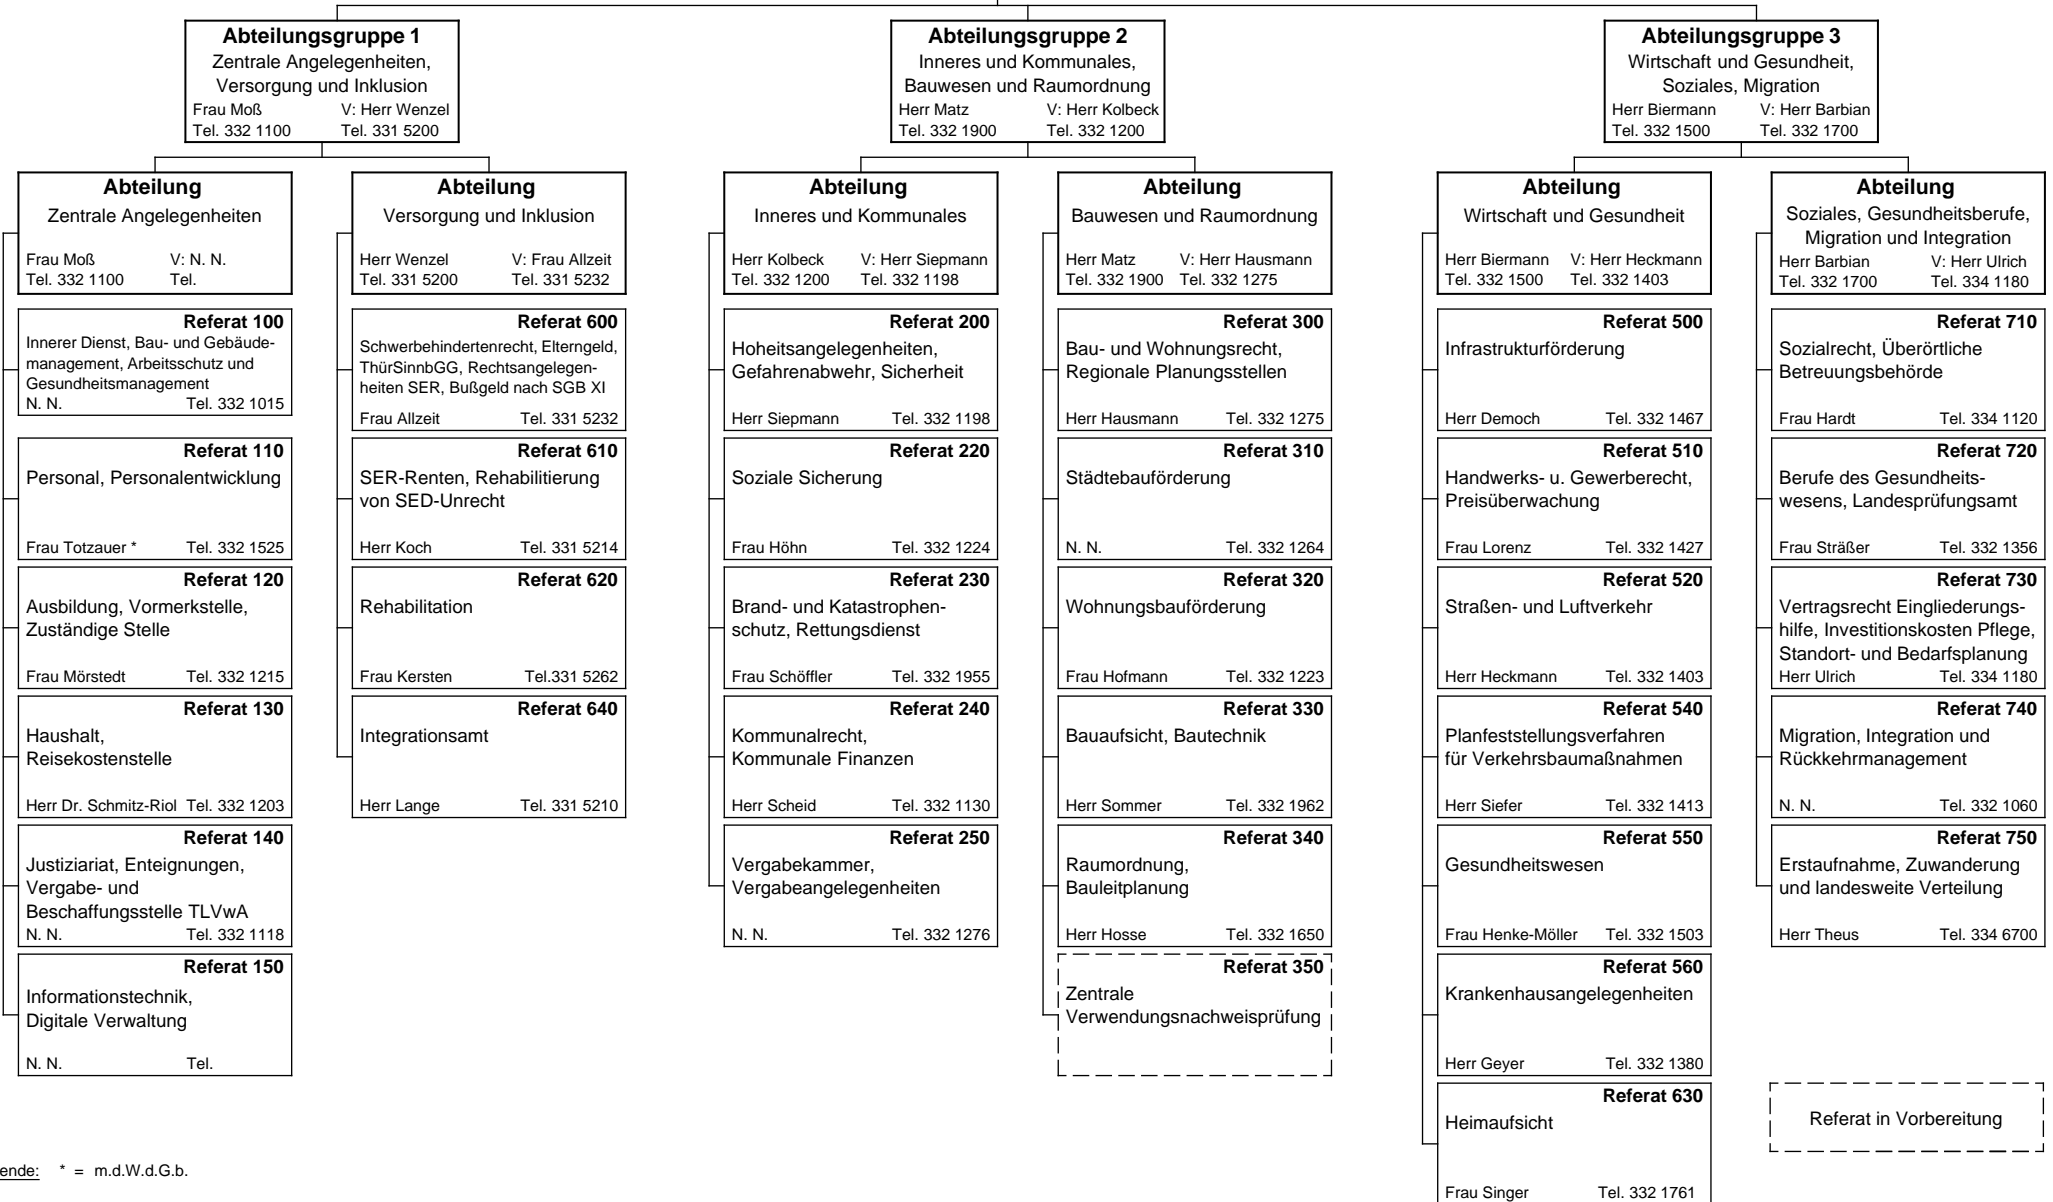 Abteilungsgruppe 1
Zentrale Angelegenheiten,
Versorgung und Inklusion
Frau Moß V: Herr Wenzel
Tel. 332 1100 Tel. 331 5200
Abteilungsgruppe 2
Inneres und Kommunales,
Bauwesen und Raumordnung
Herr Matz V: Herr Kolbeck
Tel. 332 1900 Tel. 332 1200
Abteilungsgruppe 3
Wirtschaft und Gesundheit,
Soziales, Migration
Herr Biermann V: Herr Barbian
Tel. 332 1500 Tel. 332 1700
Abteilung
Zentrale Angelegenheiten
Frau Moß V: N. N.
Tel. 332 1100 Tel.
Referat 100
Innerer Dienst, Bau- und Gebäude-
management, Arbeitsschutz und
Gesundheitsmanagement
N. N. Tel. 332 1015
Referat 110
Personal, Personalentwicklung
Frau Totzauer * Tel. 332 1525
Referat 120
Ausbildung, Vormerkstelle,
Zuständige Stelle
Frau Mörstedt Tel. 332 1215
Referat 130
Haushalt,
Reisekostenstelle
Herr Dr. Schmitz-Riol Tel. 332 1203
Referat 140
Justiziariat, Enteignungen,
Vergabe- und
Beschaffungsstelle TLVwA
N. N. Tel. 332 1118
Referat 150
Informationstechnik,
Digitale Verwaltung
N. N. Tel.
Abteilung
Versorgung und Inklusion
Herr Wenzel V: Frau Allzeit
Tel. 331 5200 Tel. 331 5232
Referat 600
Schwerbehindertenrecht, Elterngeld,
ThürSinnbGG, Rechtsangelegen-
heiten SER, Bußgeld nach SGB XI
Frau Allzeit Tel. 331 5232
Referat 610
SER-Renten, Rehabilitierung
von SED-Unrecht
Herr Koch Tel. 331 5214
Referat 620
Rehabilitation
Frau Kersten Tel.331 5262
Referat 640
Integrationsamt
Herr Lange Tel. 331 5210
Abteilung
Inneres und Kommunales
Herr Kolbeck V: Herr Siepmann
Tel. 332 1200 Tel. 332 1198
Referat 200
Hoheitsangelegenheiten,
Gefahrenabwehr, Sicherheit
Herr Siepmann Tel. 332 1198
Referat 220
Soziale Sicherung
Frau Höhn Tel. 332 1224
Referat 230
Brand- und Katastrophen-
schutz, Rettungsdienst
Frau Schöffler Tel. 332 1955
Referat 240
Kommunalrecht,
Kommunale Finanzen
Herr Scheid Tel. 332 1130
Referat 250
Vergabekammer,
Vergabeangelegenheiten
N. N. Tel. 332 1276
Abteilung
Bauwesen und Raumordnung
Herr Matz V: Herr Hausmann
Tel. 332 1900 Tel. 332 1275
Referat 300
Bau- und Wohnungsrecht,
Regionale Planungsstellen
Herr Hausmann Tel. 332 1275
Referat 310
Städtebauförderung
N. N. Tel. 332 1264
Referat 320
Wohnungsbauförderung
Frau Hofmann Tel. 332 1223
Referat 330
Bauaufsicht, Bautechnik
Herr Sommer Tel. 332 1962
Referat 340
Raumordnung,
Bauleitplanung
Herr Hosse Tel. 332 1650
Referat 350
Zentrale
Verwendungsnachweisprüfung
Abteilung
Wirtschaft und Gesundheit
Herr Biermann V: Herr Heckmann
Tel. 332 1500 Tel. 332 1403
Referat 500
Infrastrukturförderung
Herr Democh Tel. 332 1467
Referat 510
Handwerks- u. Gewerberecht,
Preisüberwachung
Frau Lorenz Tel. 332 1427
Referat 520
Straßen- und Luftverkehr
Herr Heckmann Tel. 332 1403
Referat 540
Planfeststellungsverfahren
für Verkehrsbaumaßnahmen
Herr Siefer Tel. 332 1413
Referat 550
Gesundheitswesen
Frau Henke-Möller Tel. 332 1503
Referat 560
Krankenhausangelegenheiten
Herr Geyer Tel. 332 1380
Referat 630
Heimaufsicht
Frau Singer Tel. 332 1761
Abteilung
Soziales, Gesundheitsberufe,
Migration und Integration
Herr Barbian V: Herr Ulrich
Tel. 332 1700 Tel. 334 1180
Referat 710
Sozialrecht, Überörtliche
Betreuungsbehörde
Frau Hardt Tel. 334 1120
Referat 720
Berufe des Gesundheits-
wesens, Landesprüfungsamt
Frau Sträßer Tel. 332 1356
Referat 730
Vertragsrecht Eingliederungs-
hilfe, Investitionskosten Pflege,
Standort- und Bedarfsplanung
Herr Ulrich Tel. 334 1180
Referat 740
Migration, Integration und
Rückkehrmanagement
N. N. Tel. 332 1060
Referat 750
Erstaufnahme, Zuwanderung
und landesweite Verteilung
Herr Theus Tel. 334 6700
Referat in Vorbereitung
ende: * = m.d.W.d.G.b.